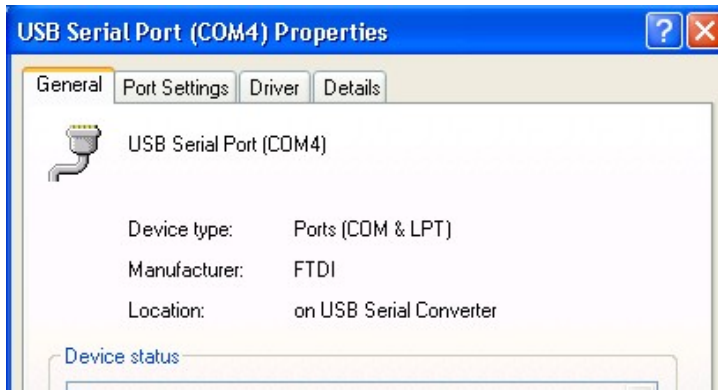 USB Serial Port (COM4) Properties
General Port Settings Driver Details
USB Serial Port (COM4)
Device type: Ports (COM & LPT)
Manufacturer: FTDI
Location: on USB Serial Converter
Device status